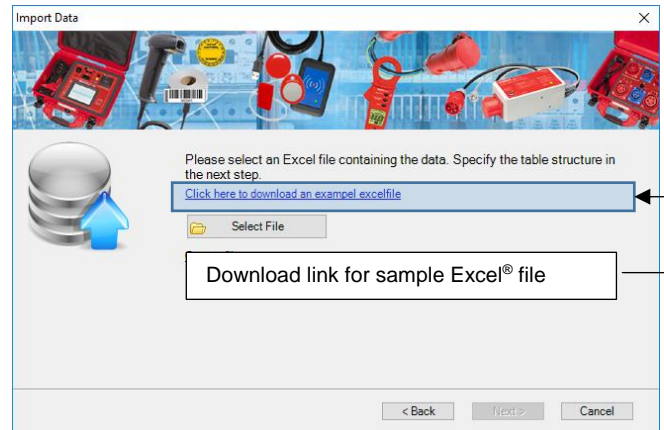 Import Data
Please select an Excel file containing the data. Specify the table structure in
the next step.
Click here to download an exampel excelfile
Select File
Download link for sample Excel® file
< Back
Next >
Cancel